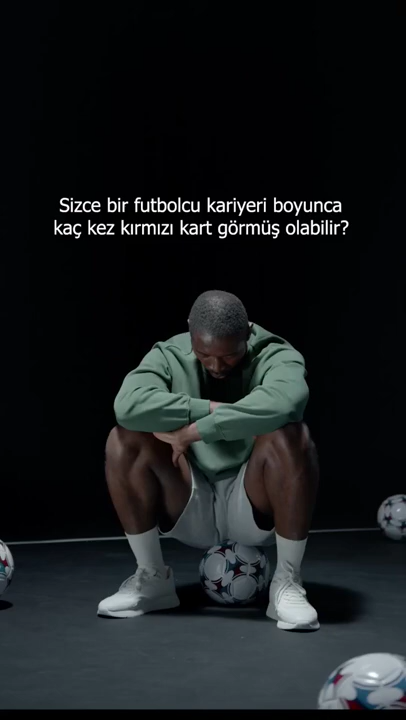 Sizce bir futbolcu kariyeri boyunca
kaç kez kırmızı kart görmüş olabilir?